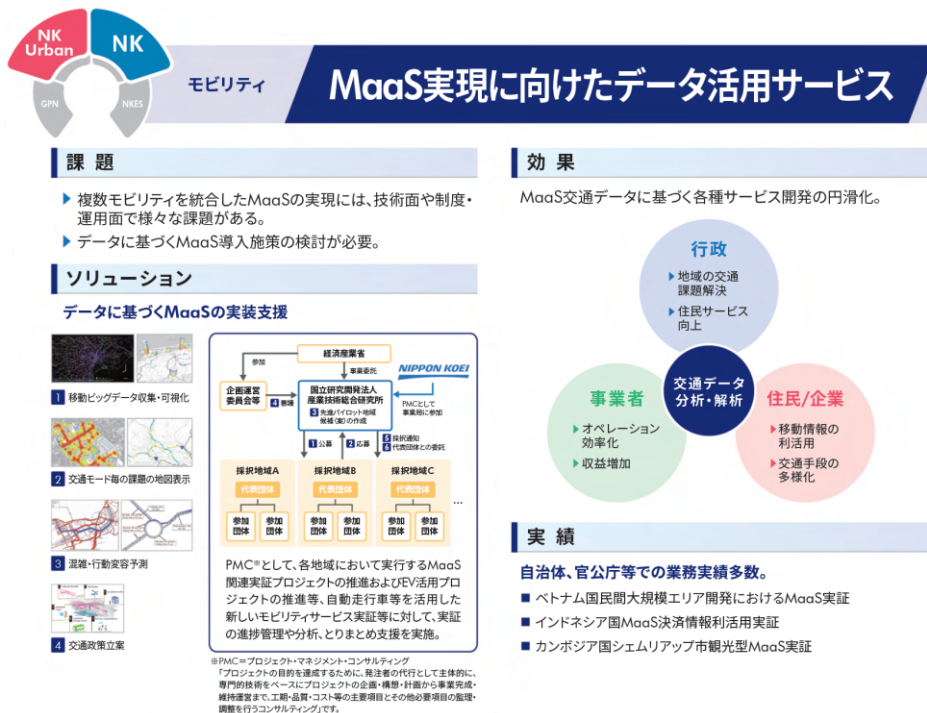 NK
Urban
NK
GPN
NKES
モビリティ
MaaS実現に向けたデータ活用サービス
課題
▶ 複数モビリティを統合したMaaSの実現には、技術面や制度・
運用面で様々な課題がある。
▶ データに基づくMaaS導入施策の検討が必要。
ソリューション
データに基づくMaaSの実装支援
1 移動ビッグデータ収集・可視化
2 交通モード毎の課題の地図表示
3 混雑・行動変容予測
4 交通政策立案
経済産業省
参加
事業委託
企画運営
委員会等
4 審議
国立研究開発法人
産業技術総合研究所
3 先進パイロット地域
候補(案)の作成
NIPPON KOEI
PMCとして
事業局に参加
1 公募
2 応募
5 採択通知
6 代表団体との委託
採択地域A
代表団体
参加
団体
参加
団体
採択地域B
代表団体
参加
団体
参加
団体
採択地域C
代表団体
参加
団体
参加
団体
…
PMC※として、各地域において実行するMaaS
関連実証プロジェクトの推進およびEV活用プロ
ジェクトの推進等、自動走行車等を活用した
新しいモビリティサービス実証等に対して、実証
の進捗管理や分析、とりまとめ支援を実施。
※PMC=プロジェクト・マネジメント・コンサルティング
「プロジェクトの目的を達成するために、発注者の代行として主体的に、
専門的技術をベースにプロジェクトの企画・構想・計画から事業完成・
維持運営まで、工期・品質・コスト等の主要項目とその他必要項目の監理・
調整を行うコンサルティング」です。
効果
MaaS交通データに基づく各種サービス開発の円滑化。
行政
▶ 地域の交通
課題解決
▶ 住民サービス
向上
交通データ
分析・解析
事業者
▶ オペレーション
効率化
▶ 収益増加
住民/企業
▶ 移動情報の
利活用
▶ 交通手段の
多様化
実績
自治体、官公庁等での業務実績多数。
■ ベトナム国民間大規模エリア開発におけるMaaS実証
■ インドネシア国MaaS決済情報利活用実証
■ カンボジア国シェムリアップ市観光型MaaS実証